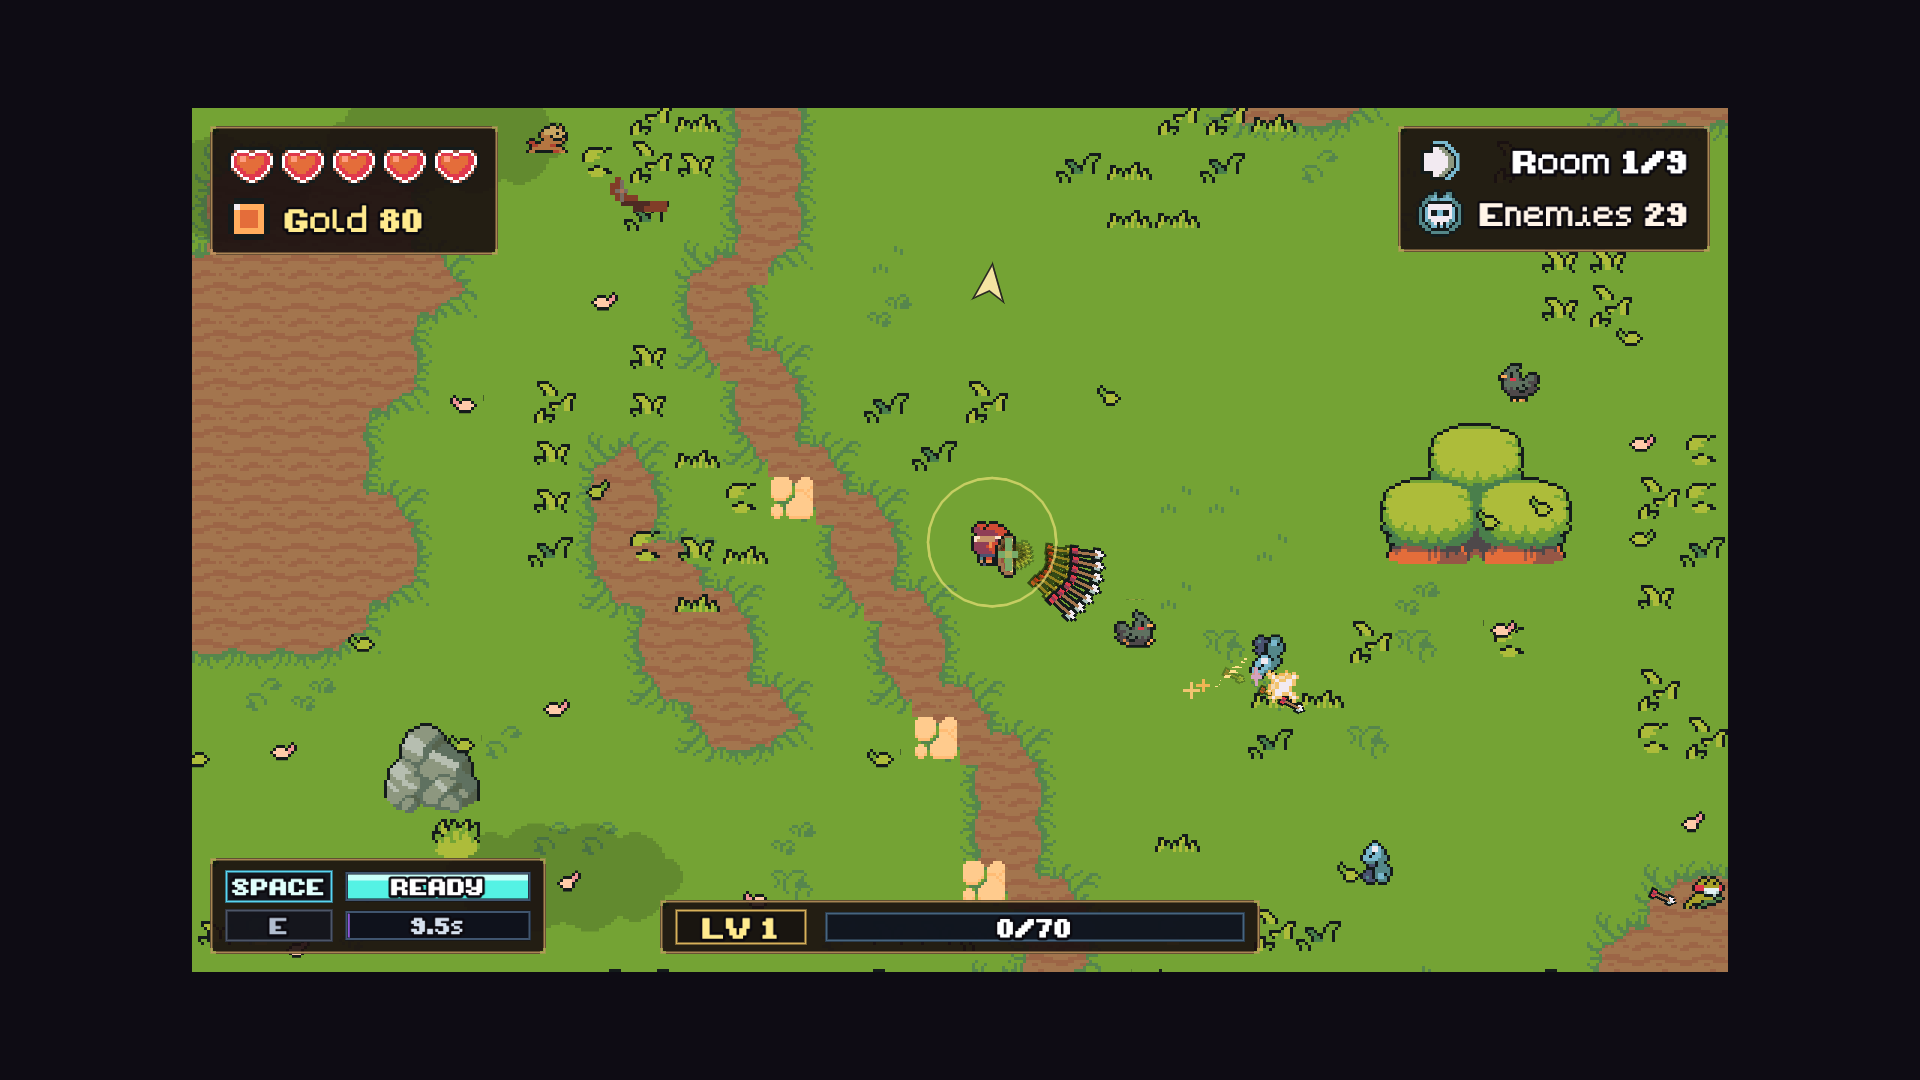 Gold 80
Room 1/9
Enemies 29
SPACE READY
E 9.5s
LV 1 0/70